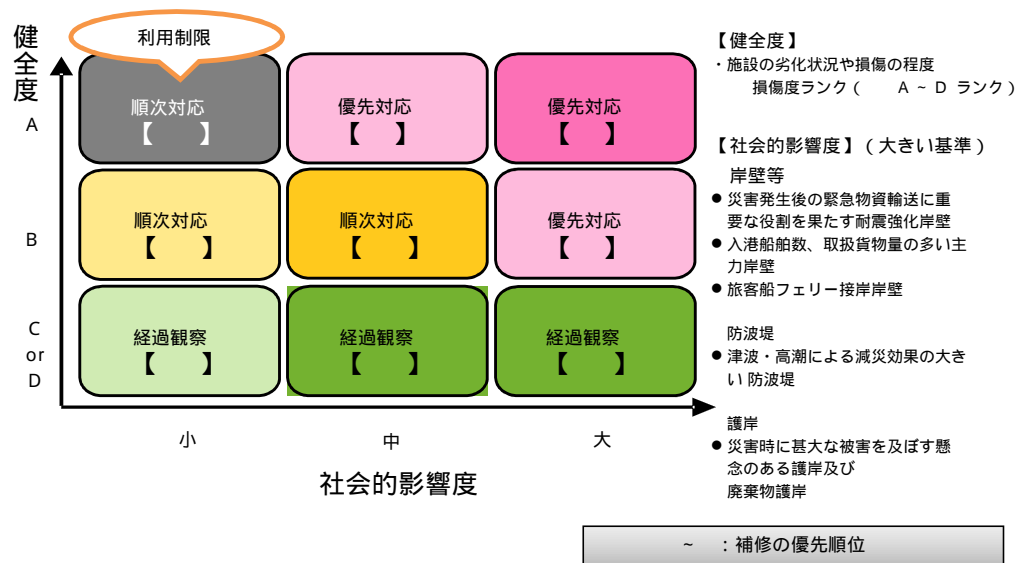 健全度
利用制限
順次対応
【　】
優先対応
【　】
優先対応
【　】
A
順次対応
【　】
順次対応
【　】
優先対応
【　】
B
経過観察
【　】
経過観察
【　】
経過観察
【　】
C
or
D
小
中
大
社会的影響度
【健全度】
・施設の劣化状況や損傷の程度
損傷度ランク（　A ~ D ランク）
【社会的影響度】（大きい基準）
岸壁等
● 災害発生後の緊急物資輸送に重
要な役割を果たす耐震強化岸壁
● 入港船舶数、取扱貨物量の多い主
力岸壁
● 旅客船フェリー接岸岸壁
防波堤
● 津波・高潮による減災効果の大き
い 防波堤
護岸
● 災害時に甚大な被害を及ぼす懸
念のある護岸及び
廃棄物護岸
~　：補修の優先順位